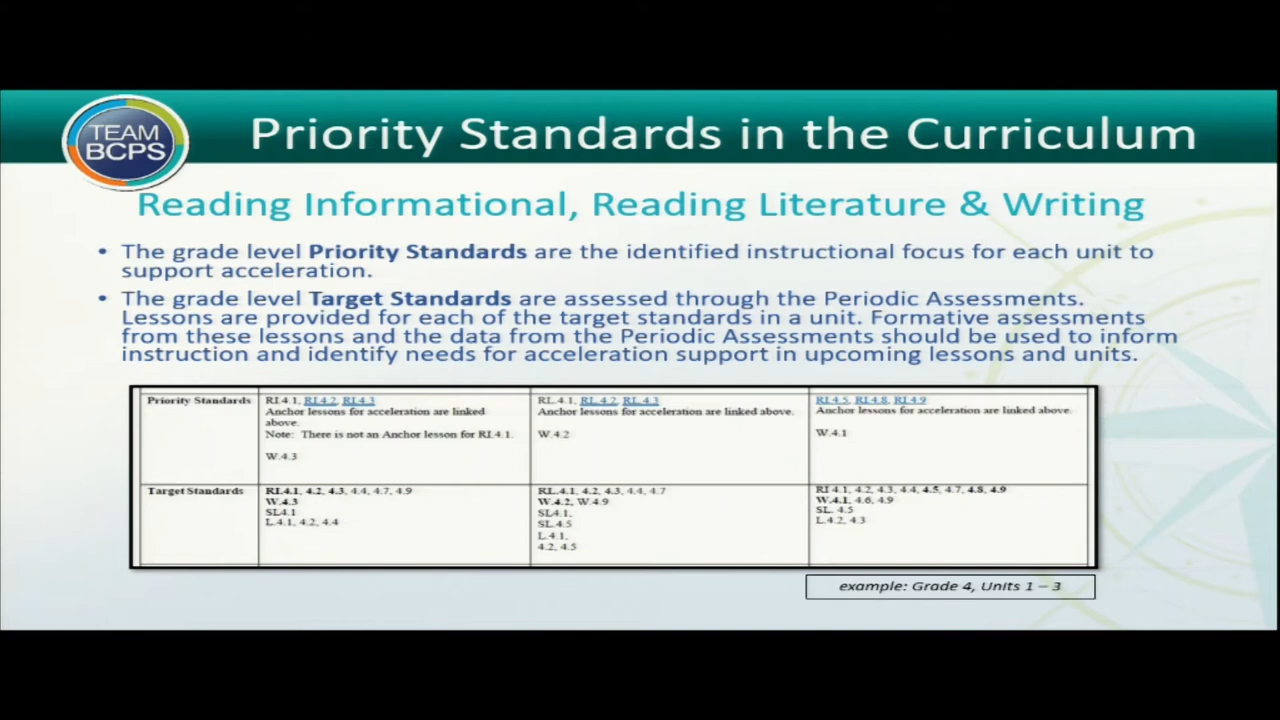 TEAM
BCPS
Priority Standards in the Curriculum
Reading Informational, Reading Literature & Writing
• The grade level Priority Standards are the identified instructional focus for each unit to
support acceleration.
• The grade level Target Standards are assessed through the Periodic Assessments.
Lessons are provided for each of the target standards in a unit. Formative assessments
from these lessons and the data from the Periodic Assessments should be used to inform
instruction and identify needs for acceleration support in upcoming lessons and units.
Priority Standards
RI.4.1, RI.4.2, RI.4.3
Anchor lessons for acceleration are linked
above.
Note: There is not an Anchor lesson for RI.4.1.
W.4.3
RL.4.1, RL.4.2, RL.4.3
Anchor lessons for acceleration are linked above.
W.4.2
RI.4.5, RI.4.8, RI.4.9
Anchor lessons for acceleration are linked above.
W.4.1
Target Standards
RI.4.1, 4.2, 4.3, 4.4, 4.7, 4.9
W.4.3
SL4.1
L.4.1, 4.2, 4.4
RL.4.1, 4.2, 4.3, 4.4, 4.7
W.4.2, W.4.9
SL4.1,
SL.4.5
L.4.1,
4.2, 4.5
RI 4.1, 4.2, 4.3, 4.4, 4.5, 4.7, 4.8, 4.9
W.4.1, 4.6, 4.9
SL. 4.5
L.4.2, 4.3
example: Grade 4, Units 1 – 3